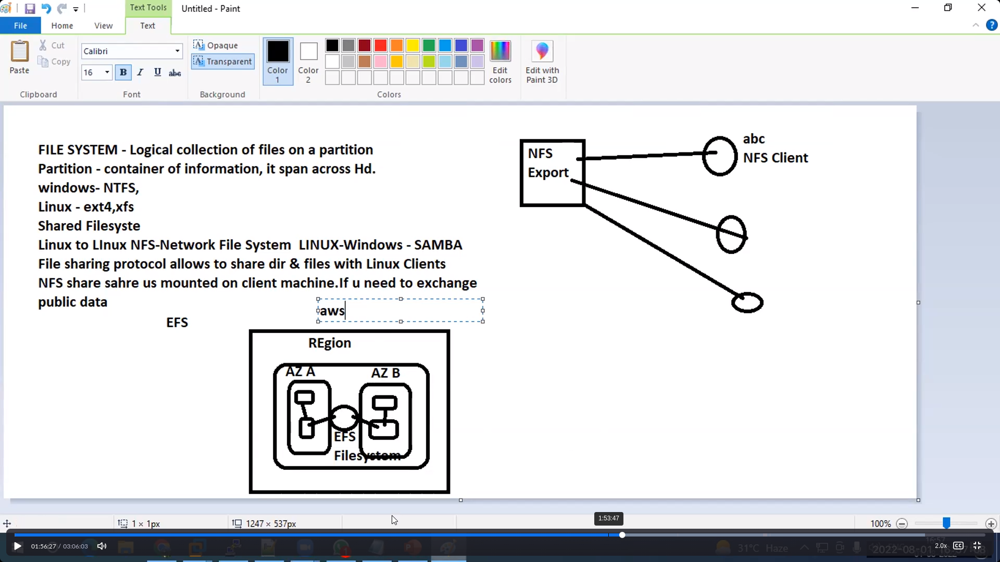 Text Tools
Untitled - Paint
File
Home
View
Text
Paste
Cut
Copy
Clipboard
Calibri
16
B I U abc
Font
Opaque
Transparent
Background
Color 1
Color 2
Colors
Edit colors
Edit with Paint 3D
FILE SYSTEM - Logical collection of files on a partition
Partition - container of information, it span across Hd.
windows- NTFS,
Linux - ext4,xfs
Shared Filesyste
Linux to LInux NFS-Network File System LINUX-Windows - SAMBA
File sharing protocol allows to share dir & files with Linux Clients
NFS share sahre us mounted on client machine.If u need to exchange
public data
EFS
aws
REgion
AZ A
AZ B
EFS
Filesystem
NFS
Export
abc
NFS Client
1 × 1px
1247 × 537px
100%
1:53:47
01:56:27 / 03:06:03
2.0x
CC
31°C Haze
16:57